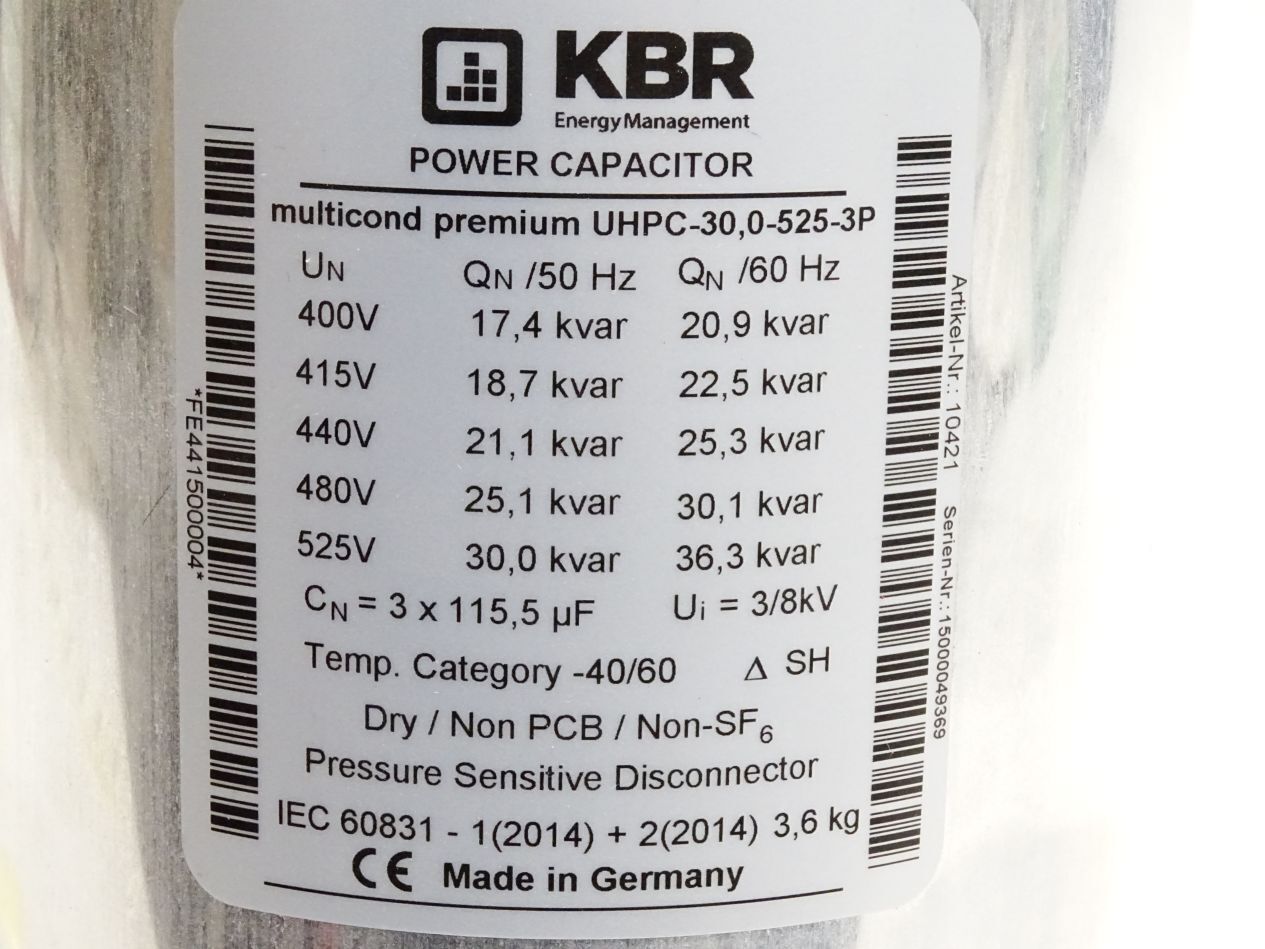 KBR
Energy Management
POWER CAPACITOR
multicond premium UHPC-30,0-525-3P
UN QN /50 Hz QN /60 Hz
400V 17,4 kvar 20,9 kvar
415V 18,7 kvar 22,5 kvar
440V 21,1 kvar 25,3 kvar
480V 25,1 kvar 30,1 kvar
525V 30,0 kvar 36,3 kvar
CN = 3 x 115,5 µF Ui = 3/8kV
Temp. Category -40/60 Δ SH
Dry / Non PCB / Non-SF6
Pressure Sensitive Disconnector
IEC 60831 - 1(2014) + 2(2014) 3,6 kg
CE Made in Germany
*FE441500004*
Artikel-Nr.: 10421 Serien-Nr.:15000049369